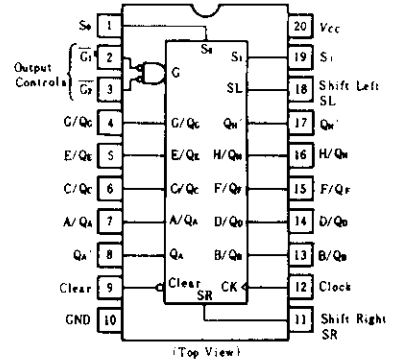 S₀ 1 S₀ 20 Vcc
Output Controls { G̅₁ 2 G S₁ 19 S₁
G̅₂ 3 SL 18 Shift Left SL
G/QG 4 G/QG QH′ 17 QH′
E/QE 5 E/QE H/QH 16 H/QH
C/QC 6 C/QC F/QF 15 F/QF
A/QA 7 A/QA D/QD 14 D/QD
QA′ 8 QA B/QB 13 B/QB
Clear 9 Clear CK 12 Clock
GND 10 SR 11 Shift Right SR
(Top View)